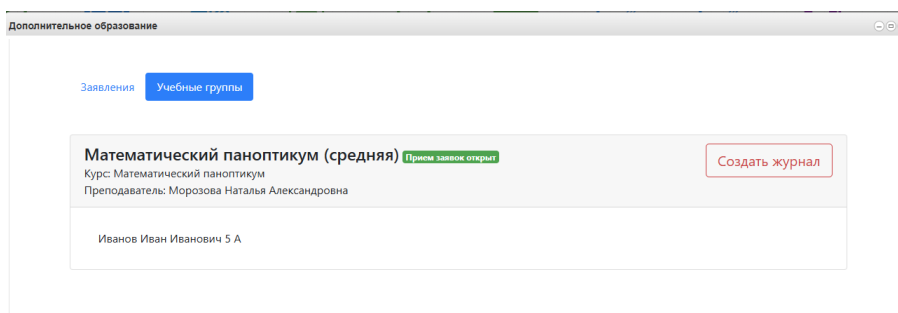 Дополнительное образование
Заявления
Учебные группы
Математический паноптикум (средняя) Прием заявок открыт
Создать журнал
Курс: Математический паноптикум
Преподаватель: Морозова Наталья Александровна
Иванов Иван Иванович 5 А